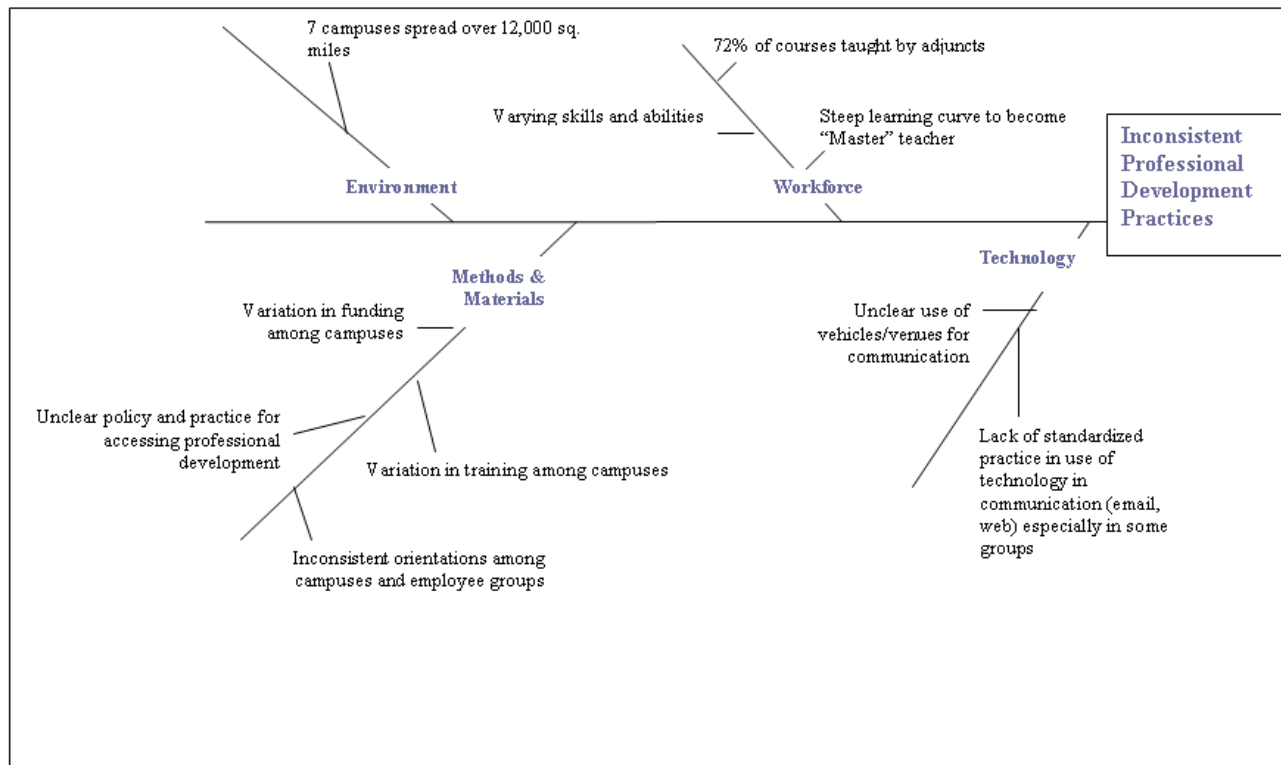 7 campuses spread over 12,000 sq.
miles
72% of courses taught by adjuncts
Varying skills and abilities
Steep learning curve to become
“Master” teacher
Inconsistent
Professional
Development
Practices
Environment
Workforce
Methods &
Materials
Technology
Variation in funding
among campuses
Unclear policy and practice for
accessing professional
development
Variation in training among campuses
Inconsistent orientations among
campuses and employee groups
Unclear use of
vehicles/venues for
communication
Lack of standardized
practice in use of
technology in
communication (email,
web) especially in some
groups